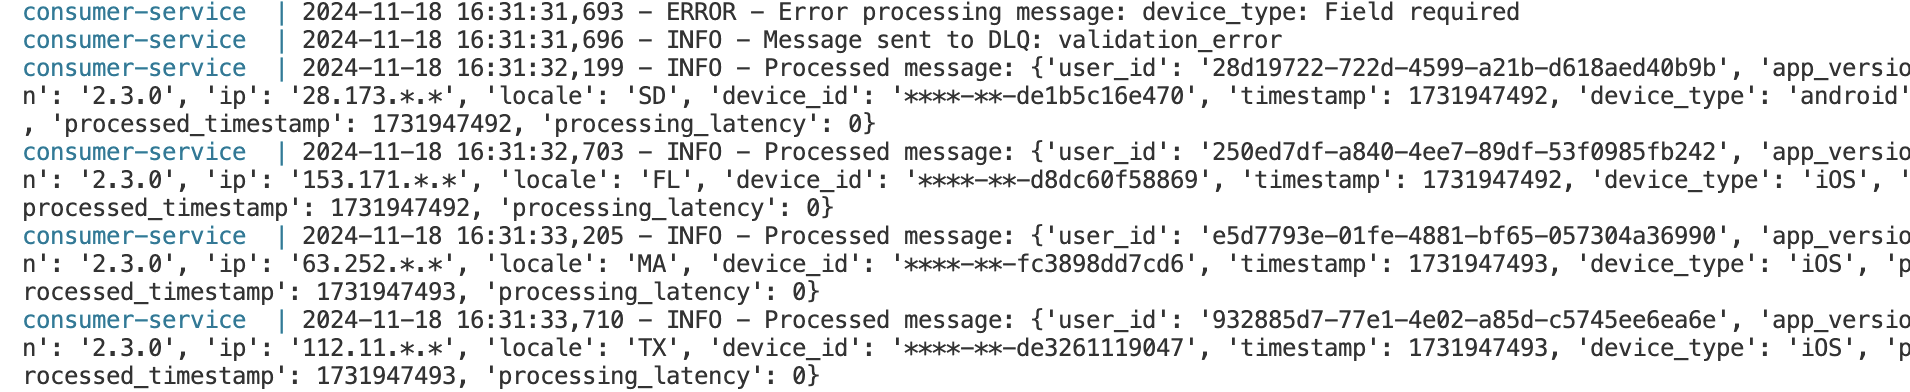 consumer-service  | 2024-11-18 16:31:31,693 – ERROR – Error processing message: device_type: Field required
consumer-service  | 2024-11-18 16:31:31,696 – INFO – Message sent to DLQ: validation_error
consumer-service  | 2024-11-18 16:31:32,199 – INFO – Processed message: {'user_id': '28d19722-722d-4599-a21b-d618aed40b9b', 'app_versio
n': '2.3.0', 'ip': '28.173.*.*', 'locale': 'SD', 'device_id': '****-**-de1b5c16e470', 'timestamp': 1731947492, 'device_type': 'android'
, 'processed_timestamp': 1731947492, 'processing_latency': 0}
consumer-service  | 2024-11-18 16:31:32,703 – INFO – Processed message: {'user_id': '250ed7df-a840-4ee7-89df-53f0985fb242', 'app_versio
n': '2.3.0', 'ip': '153.171.*.*', 'locale': 'FL', 'device_id': '****-**-d8dc60f58869', 'timestamp': 1731947492, 'device_type': 'iOS', '
processed_timestamp': 1731947492, 'processing_latency': 0}
consumer-service  | 2024-11-18 16:31:33,205 – INFO – Processed message: {'user_id': 'e5d7793e-01fe-4881-bf65-057304a36990', 'app_versio
n': '2.3.0', 'ip': '63.252.*.*', 'locale': 'MA', 'device_id': '****-**-fc3898dd7cd6', 'timestamp': 1731947493, 'device_type': 'iOS', 'p
rocessed_timestamp': 1731947493, 'processing_latency': 0}
consumer-service  | 2024-11-18 16:31:33,710 – INFO – Processed message: {'user_id': '932885d7-77e1-4e02-a85d-c5745ee6ea6e', 'app_versio
n': '2.3.0', 'ip': '112.11.*.*', 'locale': 'TX', 'device_id': '****-**-de3261119047', 'timestamp': 1731947493, 'device_type': 'iOS', 'p
rocessed_timestamp': 1731947493, 'processing_latency': 0}